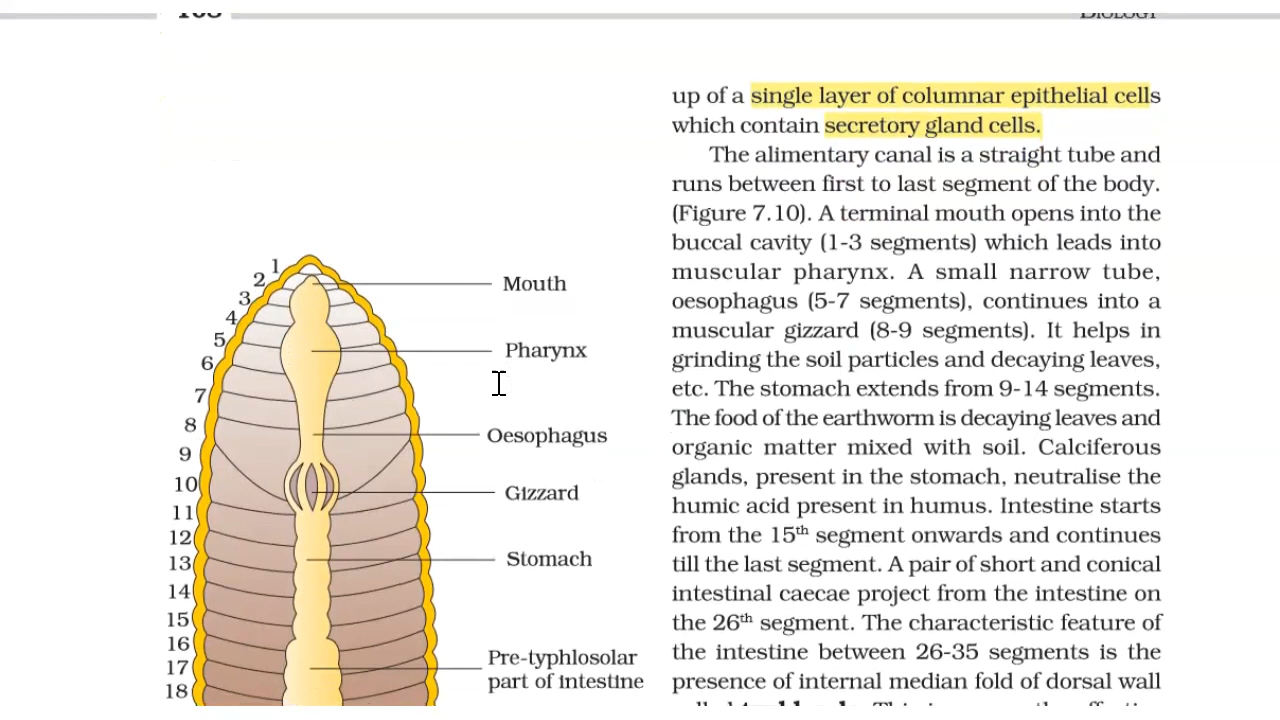 up of a single layer of columnar epithelial cells
which contain secretory gland cells.
The alimentary canal is a straight tube and
runs between first to last segment of the body.
(Figure 7.10). A terminal mouth opens into the
buccal cavity (1-3 segments) which leads into
muscular pharynx. A small narrow tube,
oesophagus (5-7 segments), continues into a
muscular gizzard (8-9 segments). It helps in
grinding the soil particles and decaying leaves,
etc. The stomach extends from 9-14 segments.
The food of the earthworm is decaying leaves and
organic matter mixed with soil. Calciferous
glands, present in the stomach, neutralise the
humic acid present in humus. Intestine starts
from the 15th segment onwards and continues
till the last segment. A pair of short and conical
intestinal caecae project from the intestine on
the 26th segment. The characteristic feature of
the intestine between 26-35 segments is the
presence of internal median fold of dorsal wall
1
2
3
4
5
6
7
8
9
10
11
12
13
14
15
16
17
18
Mouth
Pharynx
Oesophagus
Gizzard
Stomach
Pre-typhlosolar
part of intestine